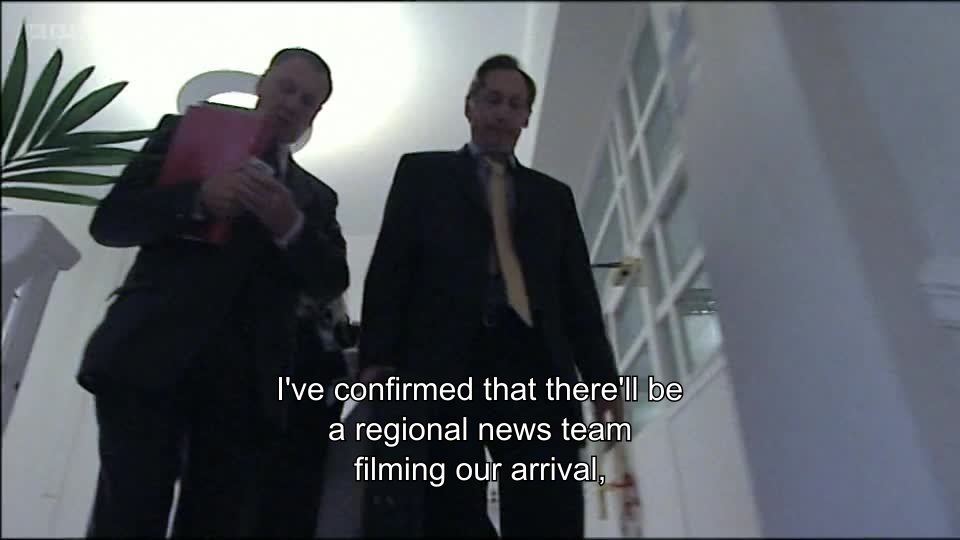 I've confirmed that there'll be
a regional news team
filming our arrival,